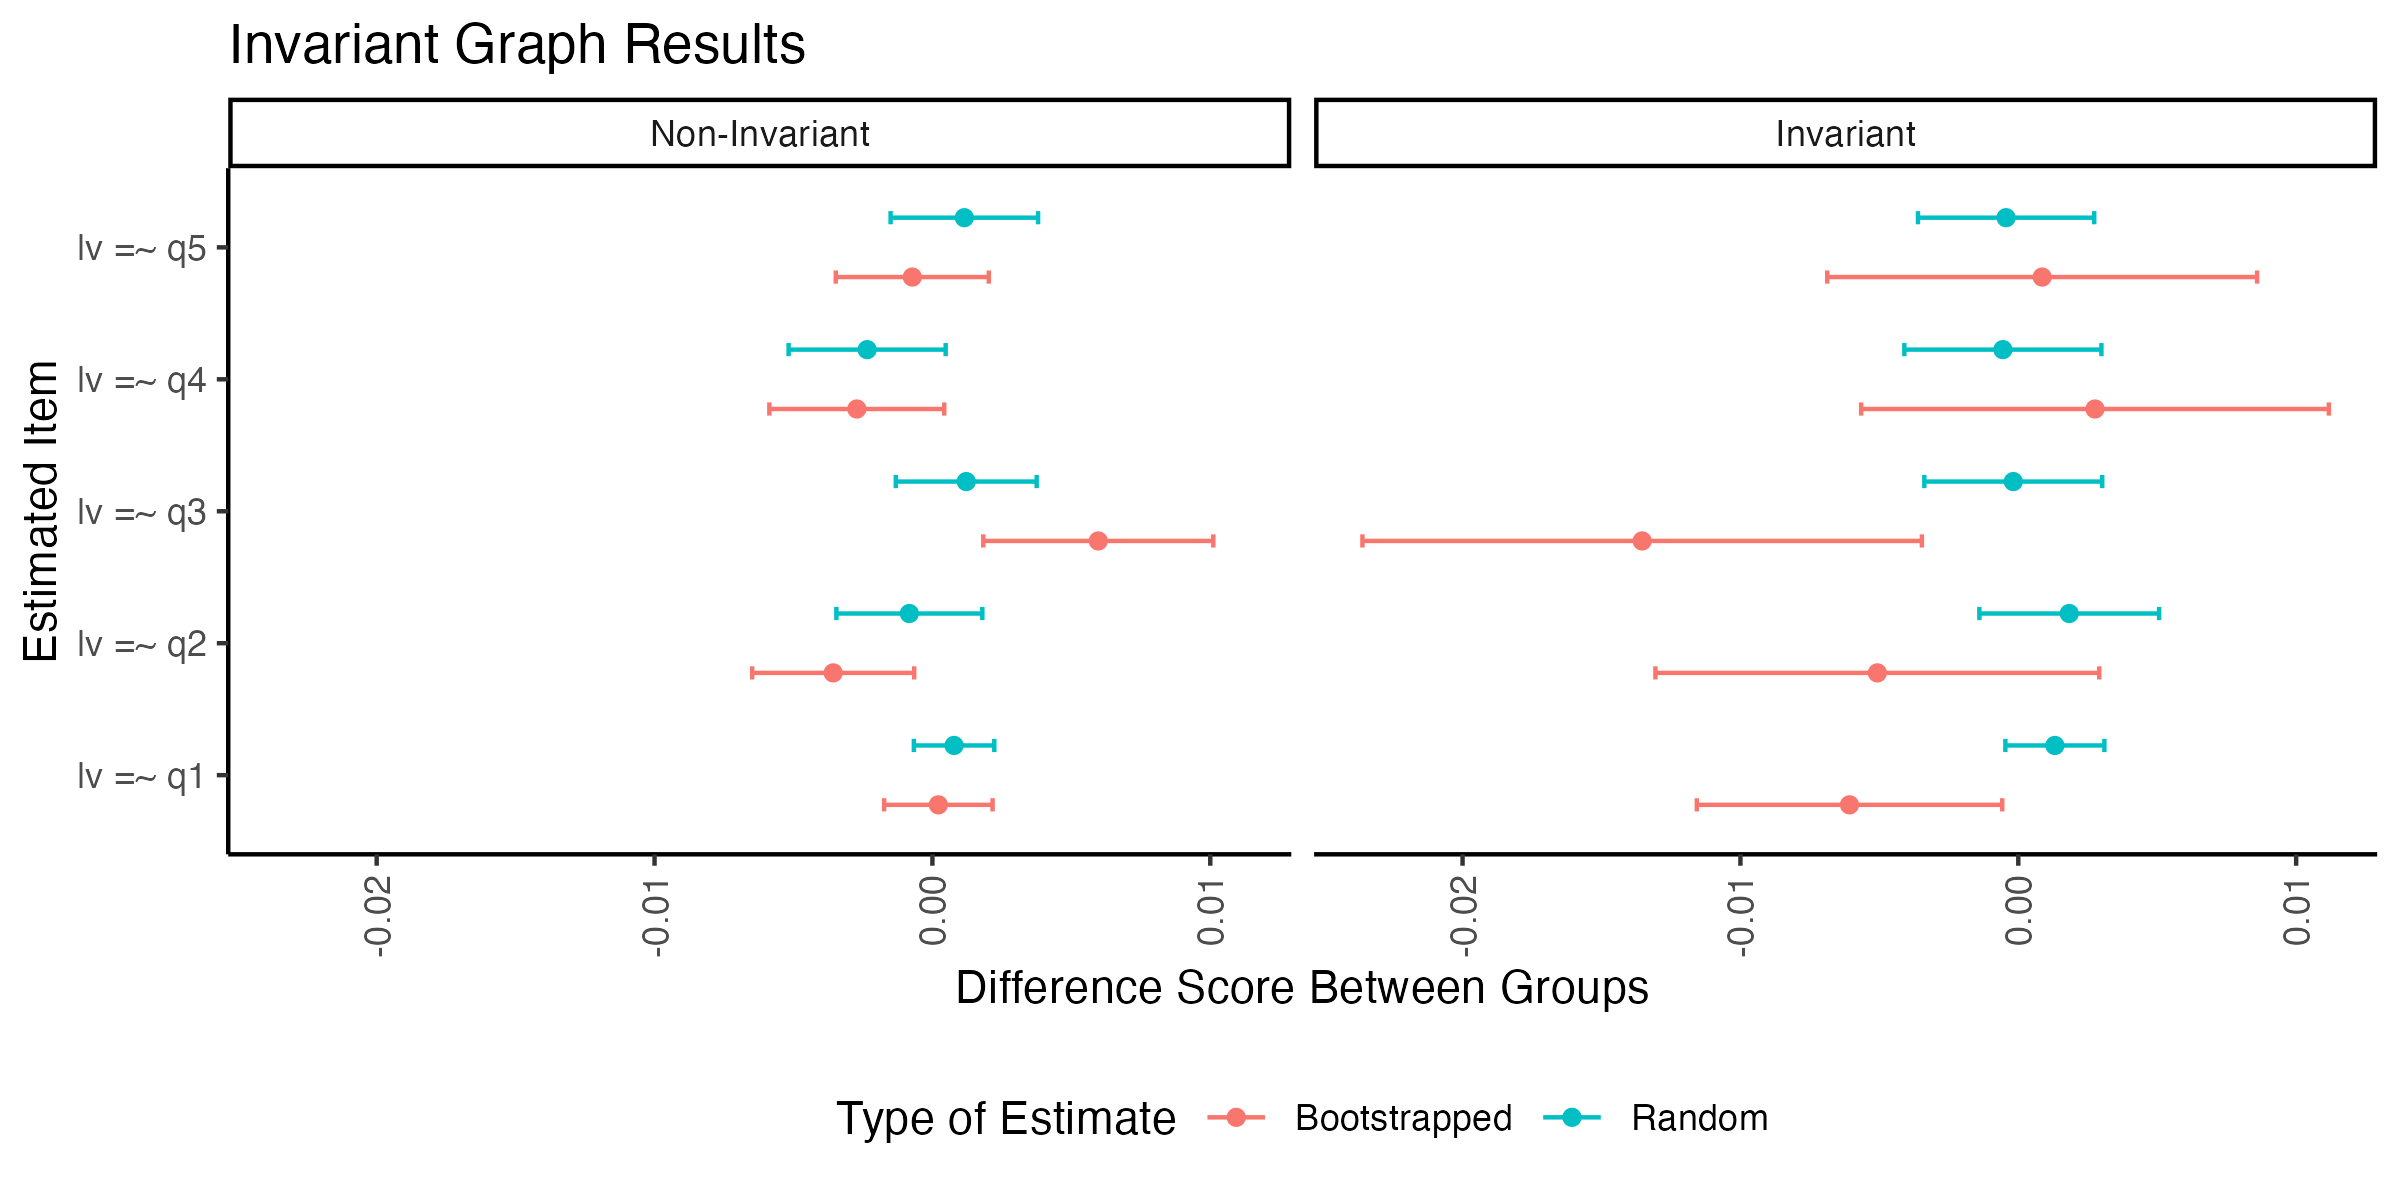 Invariant Graph Results
Non-Invariant
Invariant
Estimated Item
lv =~ q5
lv =~ q4
lv =~ q3
lv =~ q2
lv =~ q1
-0.02
-0.01
0.00
0.01
-0.02
-0.01
0.00
0.01
Difference Score Between Groups
Type of Estimate
Bootstrapped
Random